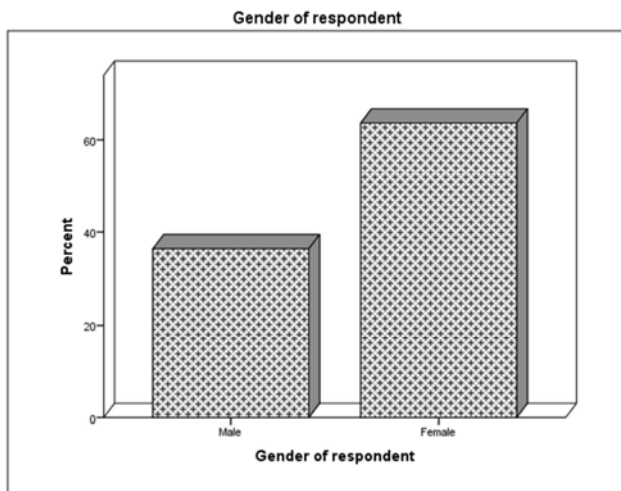 Gender of respondent
Percent
60
40
20
0
Male Female
Gender of respondent